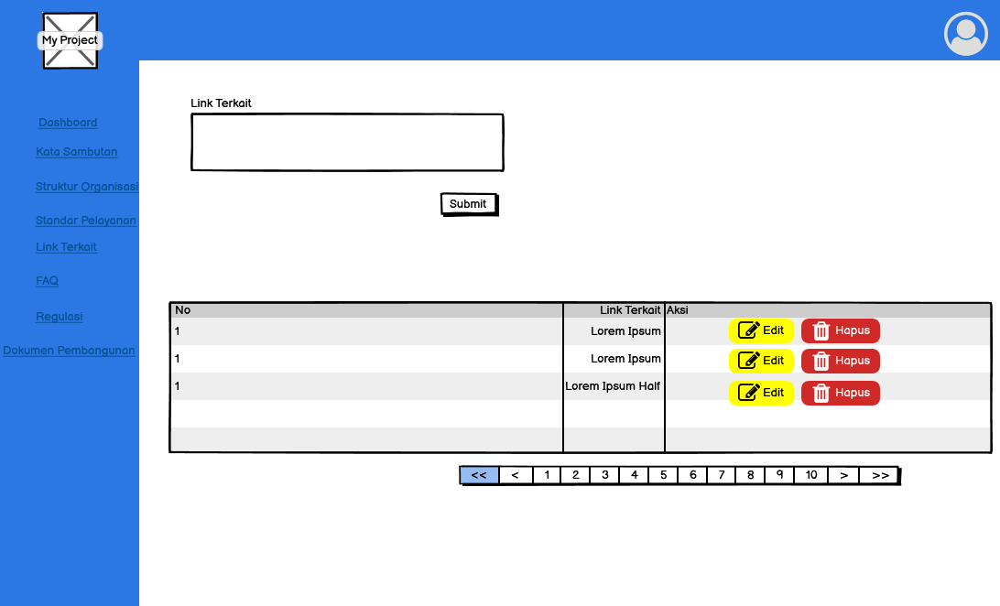 My Project
Dashboard
Kata Sambutan
Struktur Organisasi
Standar Pelayanan
Link Terkait
FAQ
Regulasi
Dokumen Pembangunan
Link Terkait
Submit
No Link Terkait Aksi
1 Lorem Ipsum Edit Hapus
1 Lorem Ipsum Edit Hapus
1 Lorem Ipsum Half Edit Hapus
<< < 1 2 3 4 5 6 7 8 9 10 > >>